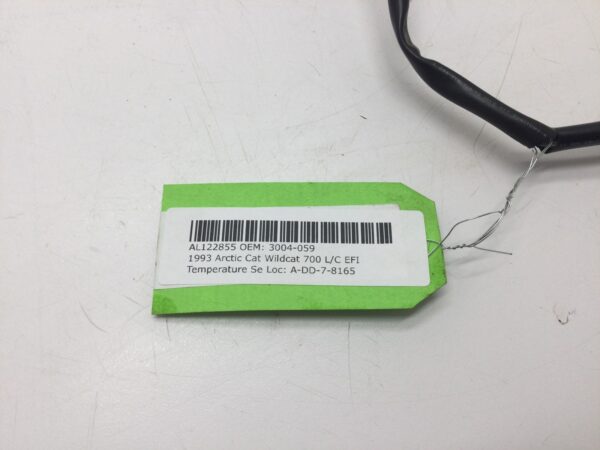 AL122855 OEM: 3004-059
1993 Arctic Cat Wildcat 700 L/C EFI
Temperature Se Loc: A-DD-7-8165